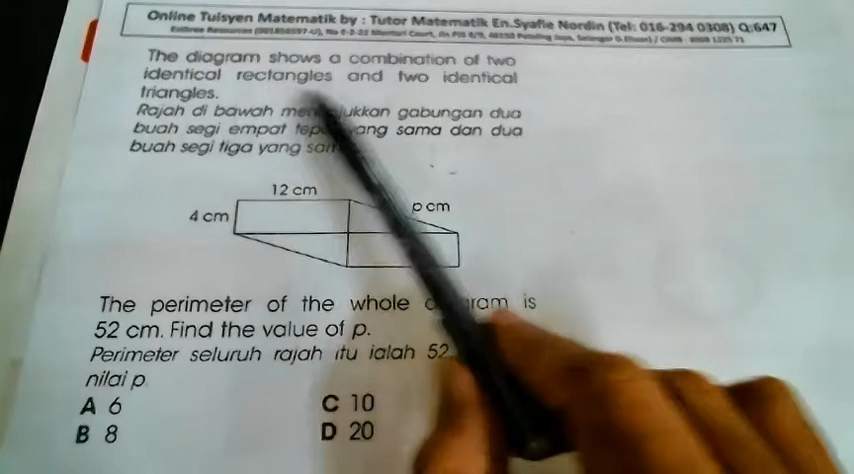 Online Tuisyen Matematik by : Tutor Matematik En.Syafie Nordin (Tel: 016-294 0308) Q:647
The diagram shows a combination of two
identical rectangles and two identical
triangles.
Rajah di bawah gabungan dua
buah segi empat yang sama dan dua
buah segi tiga yang
12 cm
4 cm
p cm
The perimeter of the whole is
52 cm. Find the value of p.
Perimeter seluruh rajah itu ialah 52
nilai p
A 6
C 10
B 8
D 20